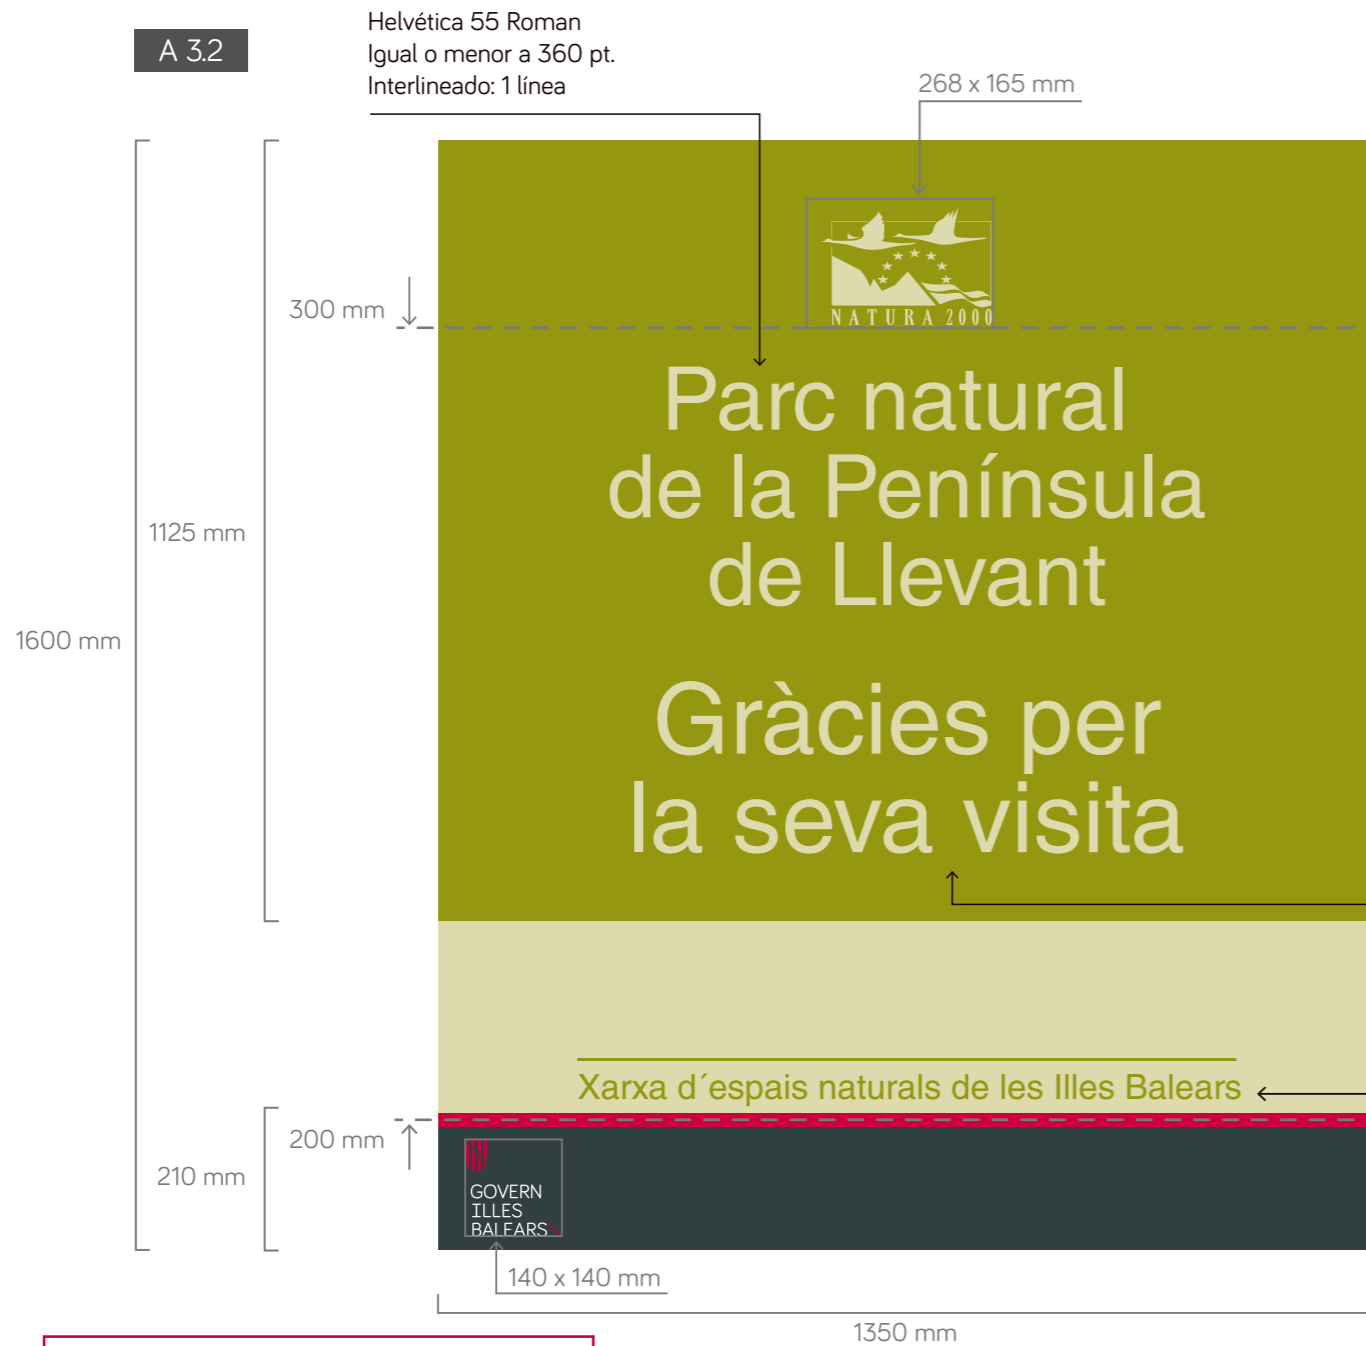 A 3.2
Helvética 55 Roman
Igual o menor a 360 pt.
Interlineado: 1 línea
268 x 165 mm
300 mm
NATURA 2000
Parc natural
de la Península
de Llevant
1125 mm
1600 mm
Gràcies per
la seva visita
Xarxa d´espais naturals de les Illes Balears
200 mm
210 mm
GOVERN
ILLES
BALEARS
140 x 140 mm
1350 mm